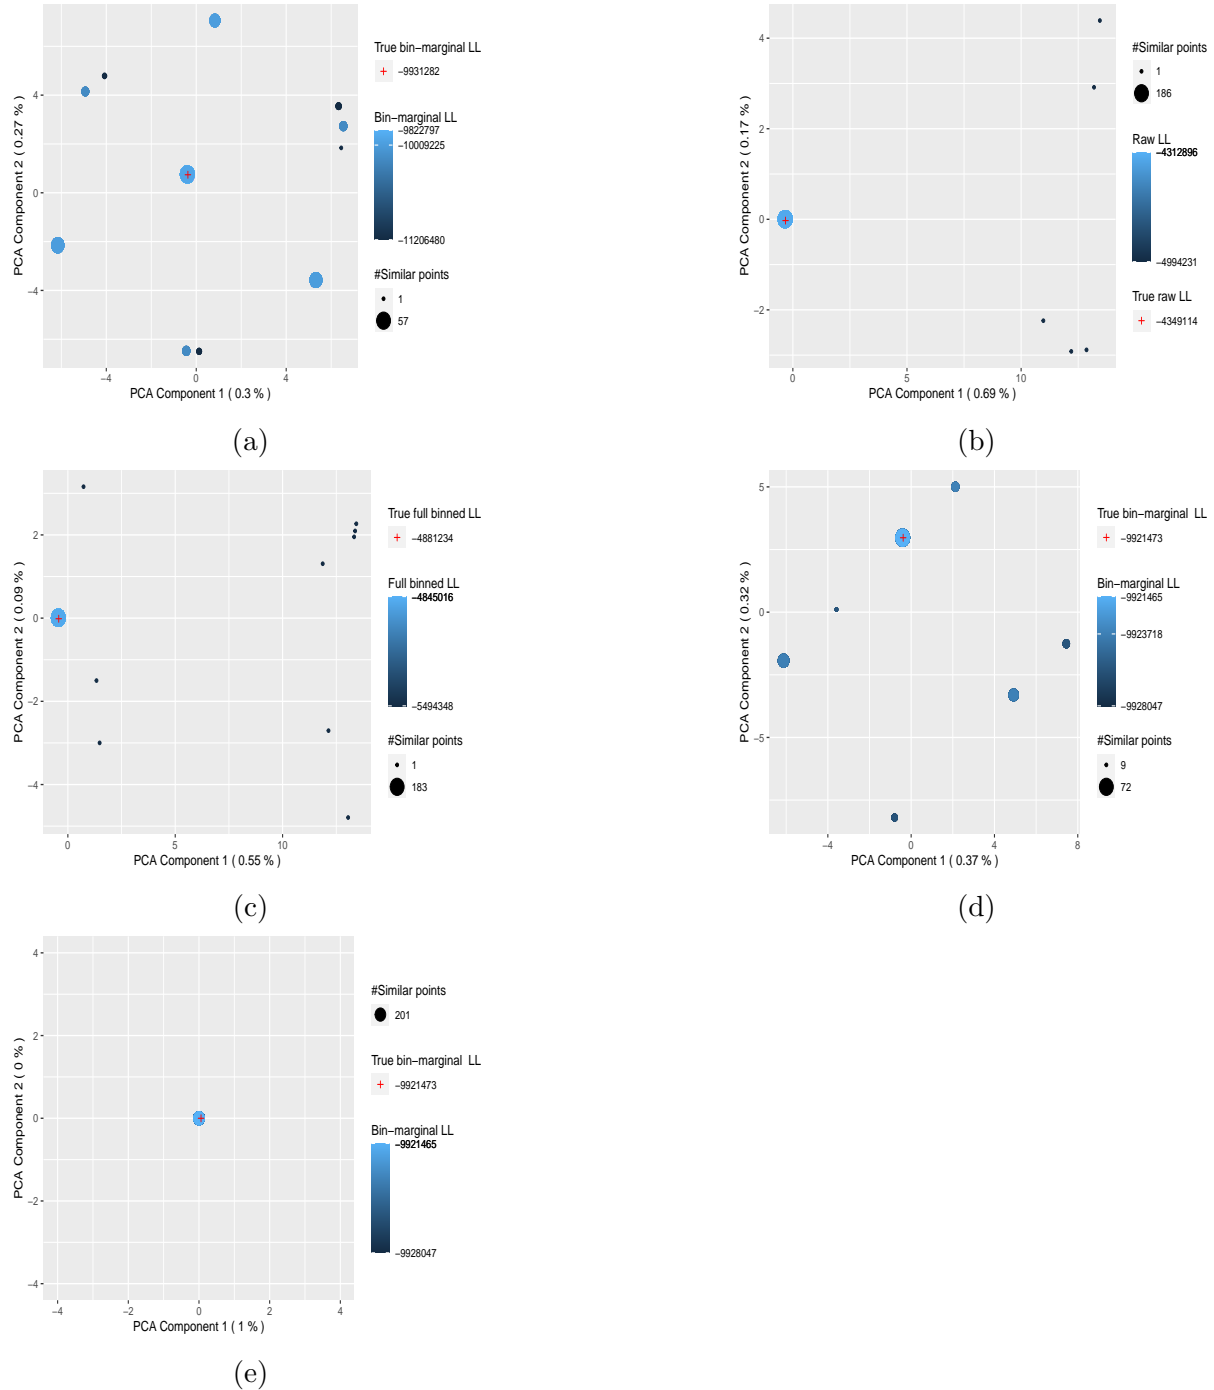 PCA Component 2 ( 0.27 % )
4
0
−4
−4
0
4
PCA Component 1 ( 0.3 % )
True bin−marginal LL
−9931282
Bin−marginal LL
−9822797
−10009225
−11206480
#Similar points
1
57
(a)
PCA Component 2 ( 0.17 % )
4
2
0
−2
0
5
10
PCA Component 1 ( 0.69 % )
#Similar points
1
186
Raw LL
−4312896
−4994231
True raw LL
−4349114
(b)
PCA Component 2 ( 0.09 % )
2
0
−2
−4
0
5
10
PCA Component 1 ( 0.55 % )
True full binned LL
−4881234
Full binned LL
−4845016
−5494348
#Similar points
1
183
(c)
PCA Component 2 ( 0.32 % )
5
0
−5
−4
0
4
8
PCA Component 1 ( 0.37 % )
True bin−marginal LL
−9921473
Bin−marginal LL
−9921465
−9923718
−9928047
#Similar points
9
72
(d)
PCA Component 2 ( 0 % )
4
2
0
−2
−4
−4
−2
0
2
4
PCA Component 1 ( 1 % )
#Similar points
201
True bin−marginal LL
−9921473
Bin−marginal LL
−9921465
−9928047
(e)